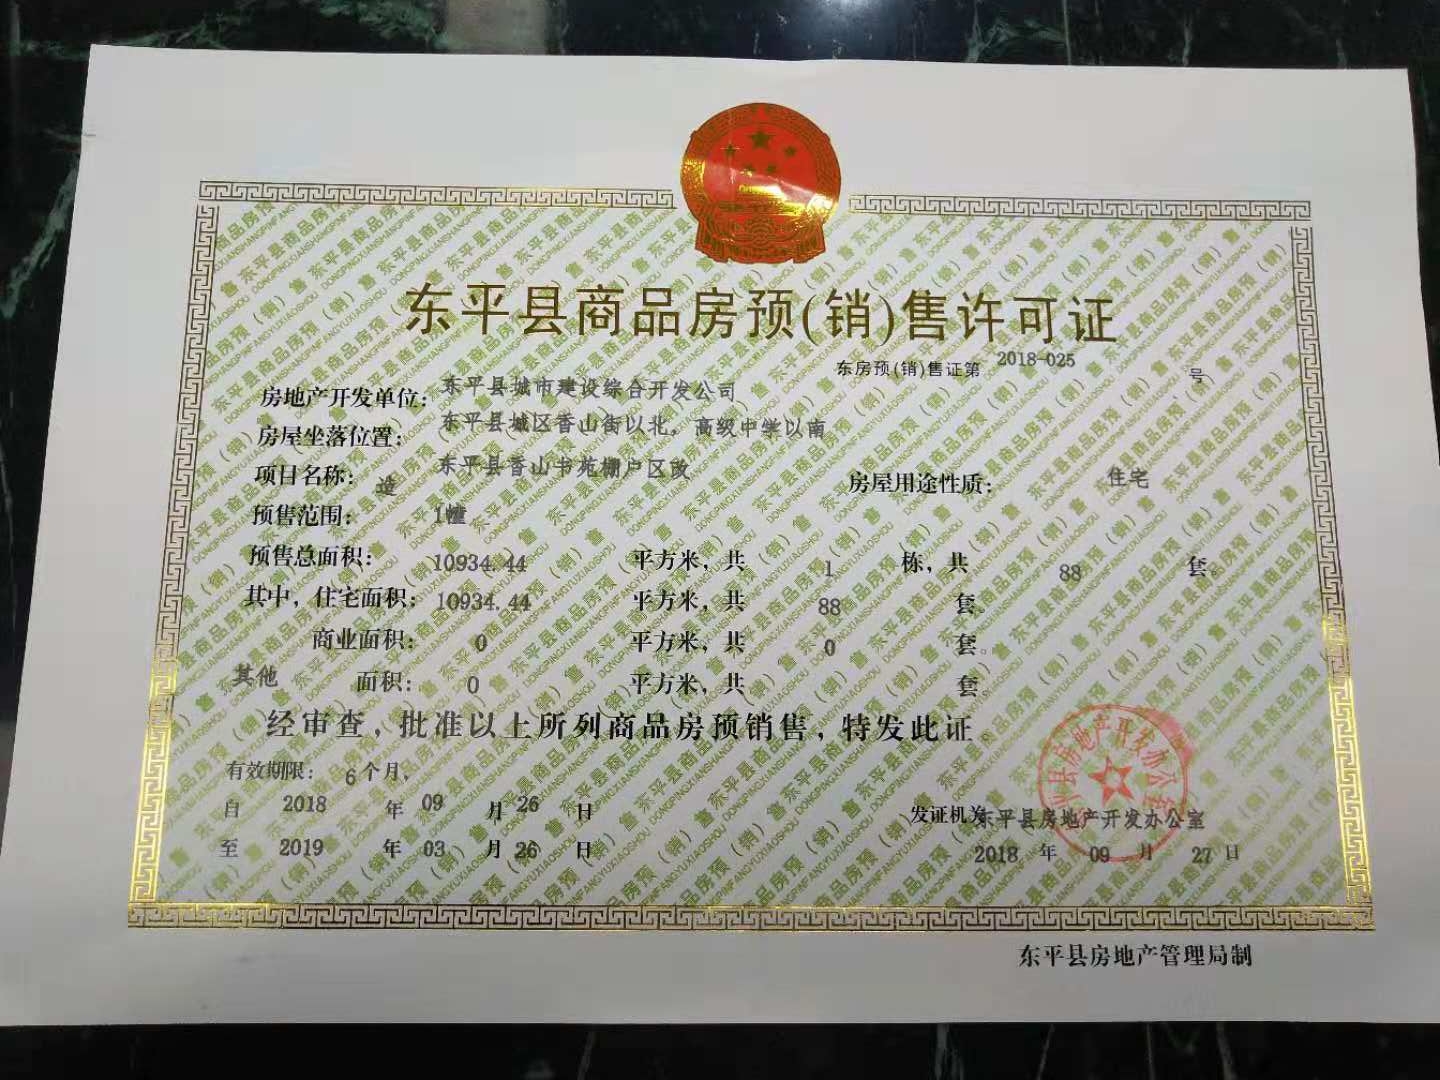 东平县商品房预(销)售许可证
东房预(销)售证第 2018-025 号
房地产开发单位: 东平县城市建设综合开发公司
房屋坐落位置: 东平县城区香山街以北，高级中学以南
项目名称: 东平县香山书苑棚户区改
造
房屋用途性质: 住宅
预售范围: 1幢
预售总面积: 10934.44 平方米，共 1 栋，共 88 套。
其中，住宅面积: 10934.44 平方米，共 88 套。
商业面积: 0 平方米，共 0 套。
其他 面积: 0 平方米，共 套。
经审查，批准以上所列商品房预销售，特发此证。
有效期限: 6个月，
自 2018 年 09 月 26 日
至 2019 年 03 月 26 日
发证机关 东平县房地产开发办公室
2018 年 09 月 27 日
东平县房地产管理局制